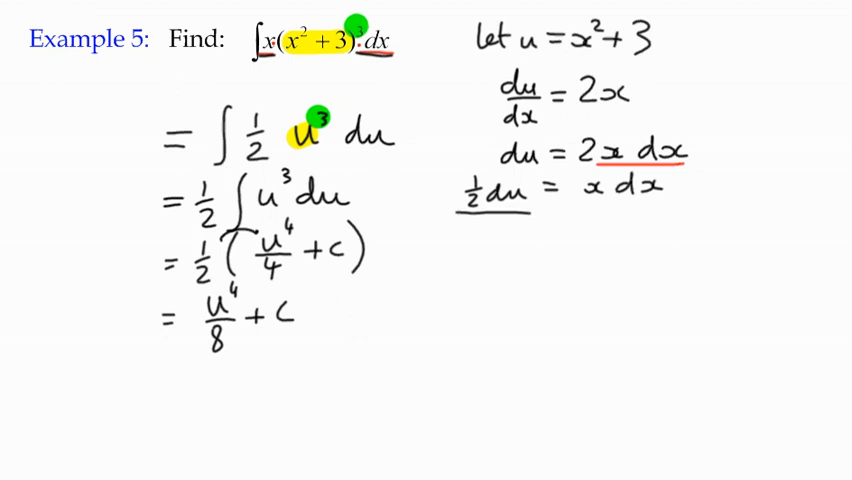 Example 5: Find: ∫x(x² + 3)³ dx
let u = x² + 3
du/dx = 2x
du = 2x dx
½ du = x dx
= ∫ ½ u³ du
= ½ ∫ u³ du
= ½ (u⁴/4 + c)
= u⁴/8 + c